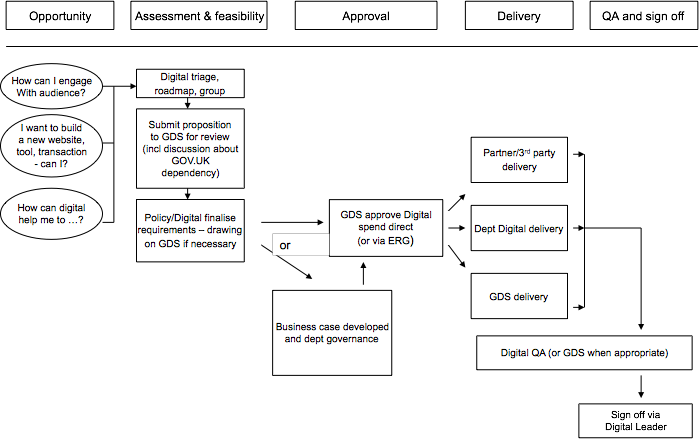 Opportunity
Assessment & feasibility
Approval
Delivery
QA and sign off
How can I engage
With audience?
I want to build
a new website,
tool, transaction
- can I?
How can digital
help me to ...?
Digital triage,
roadmap, group
Submit proposition
to GDS for review
(incl discussion about
GOV.UK
dependency)
Policy/Digital finalise
requirements – drawing
on GDS if necessary
or
GDS approve Digital
spend direct
(or via ERG)
Business case developed
and dept governance
Partner/3rd party
delivery
Dept Digital delivery
GDS delivery
Digital QA (or GDS when appropriate)
Sign off via
Digital Leader